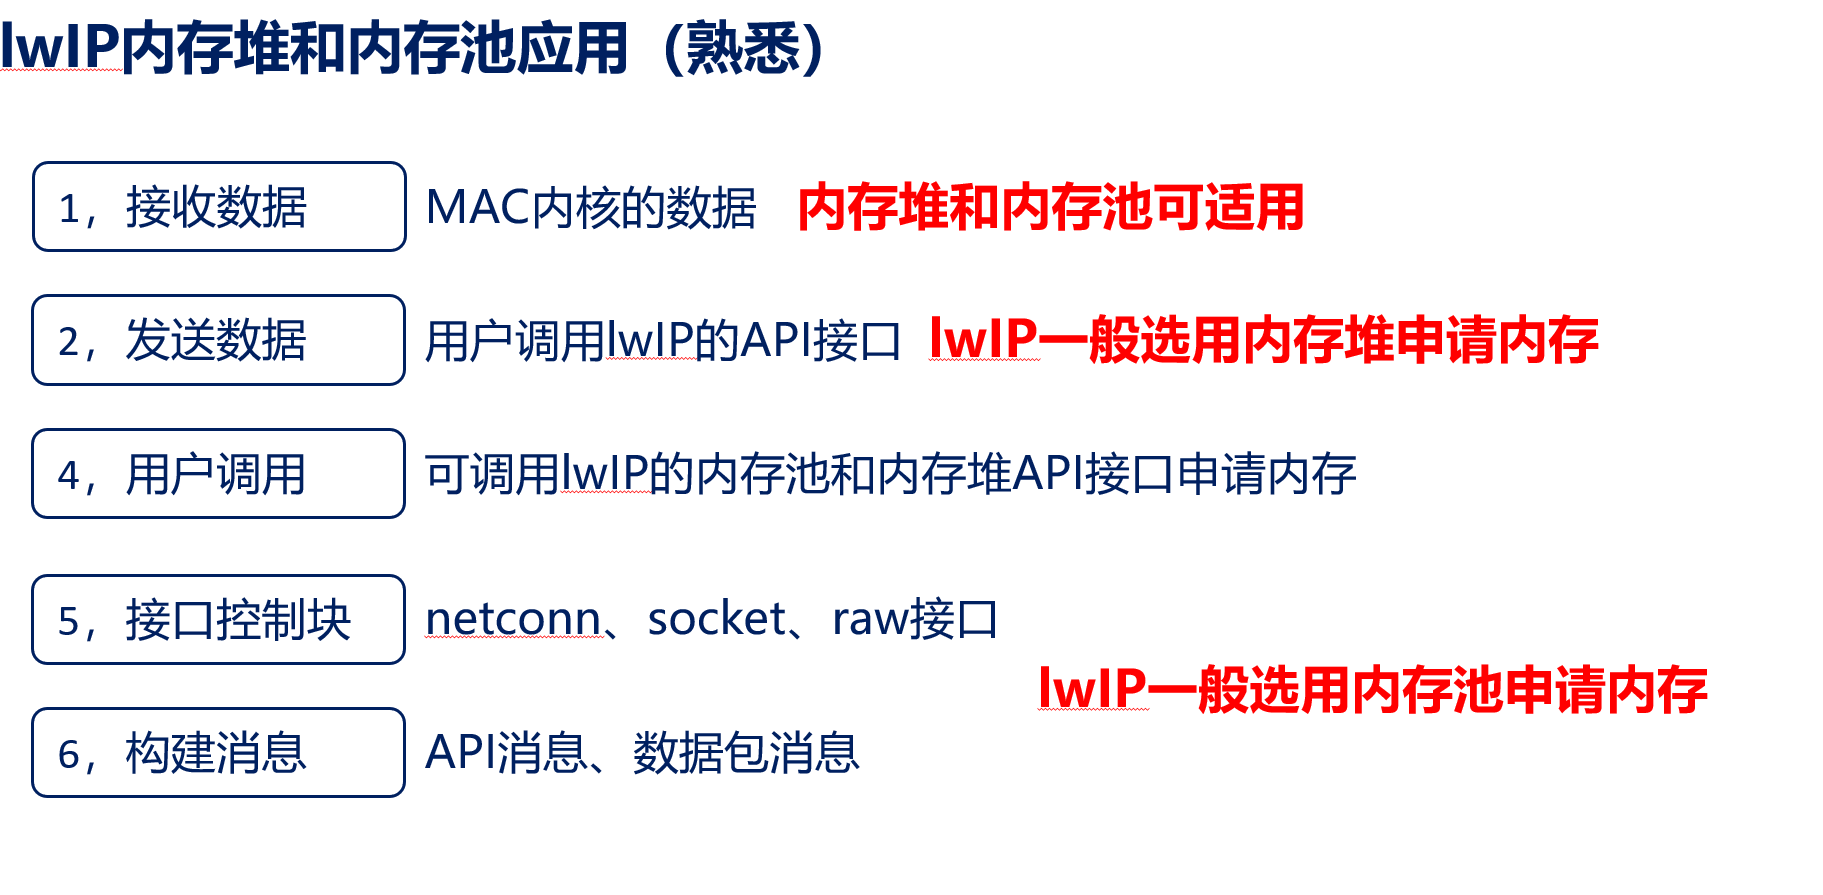 lwIP内存堆和内存池应用（熟悉）
1，接收数据 MAC内核的数据 内存堆和内存池可适用
2，发送数据 用户调用lwIP的API接口 lwIP一般选用内存堆申请内存
4，用户调用 可调用lwIP的内存池和内存堆API接口申请内存
5，接口控制块 netconn、socket、raw接口
lwIP一般选用内存池申请内存
6，构建消息 API消息、数据包消息